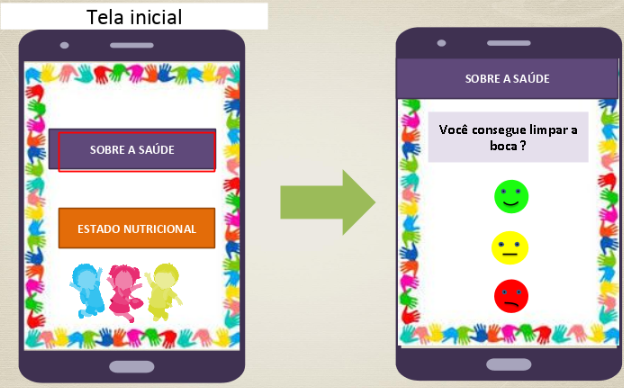 Tela inicial
SOBRE A SAÚDE
ESTADO NUTRICIONAL
SOBRE A SAÚDE
Você consegue limpar a
boca ?